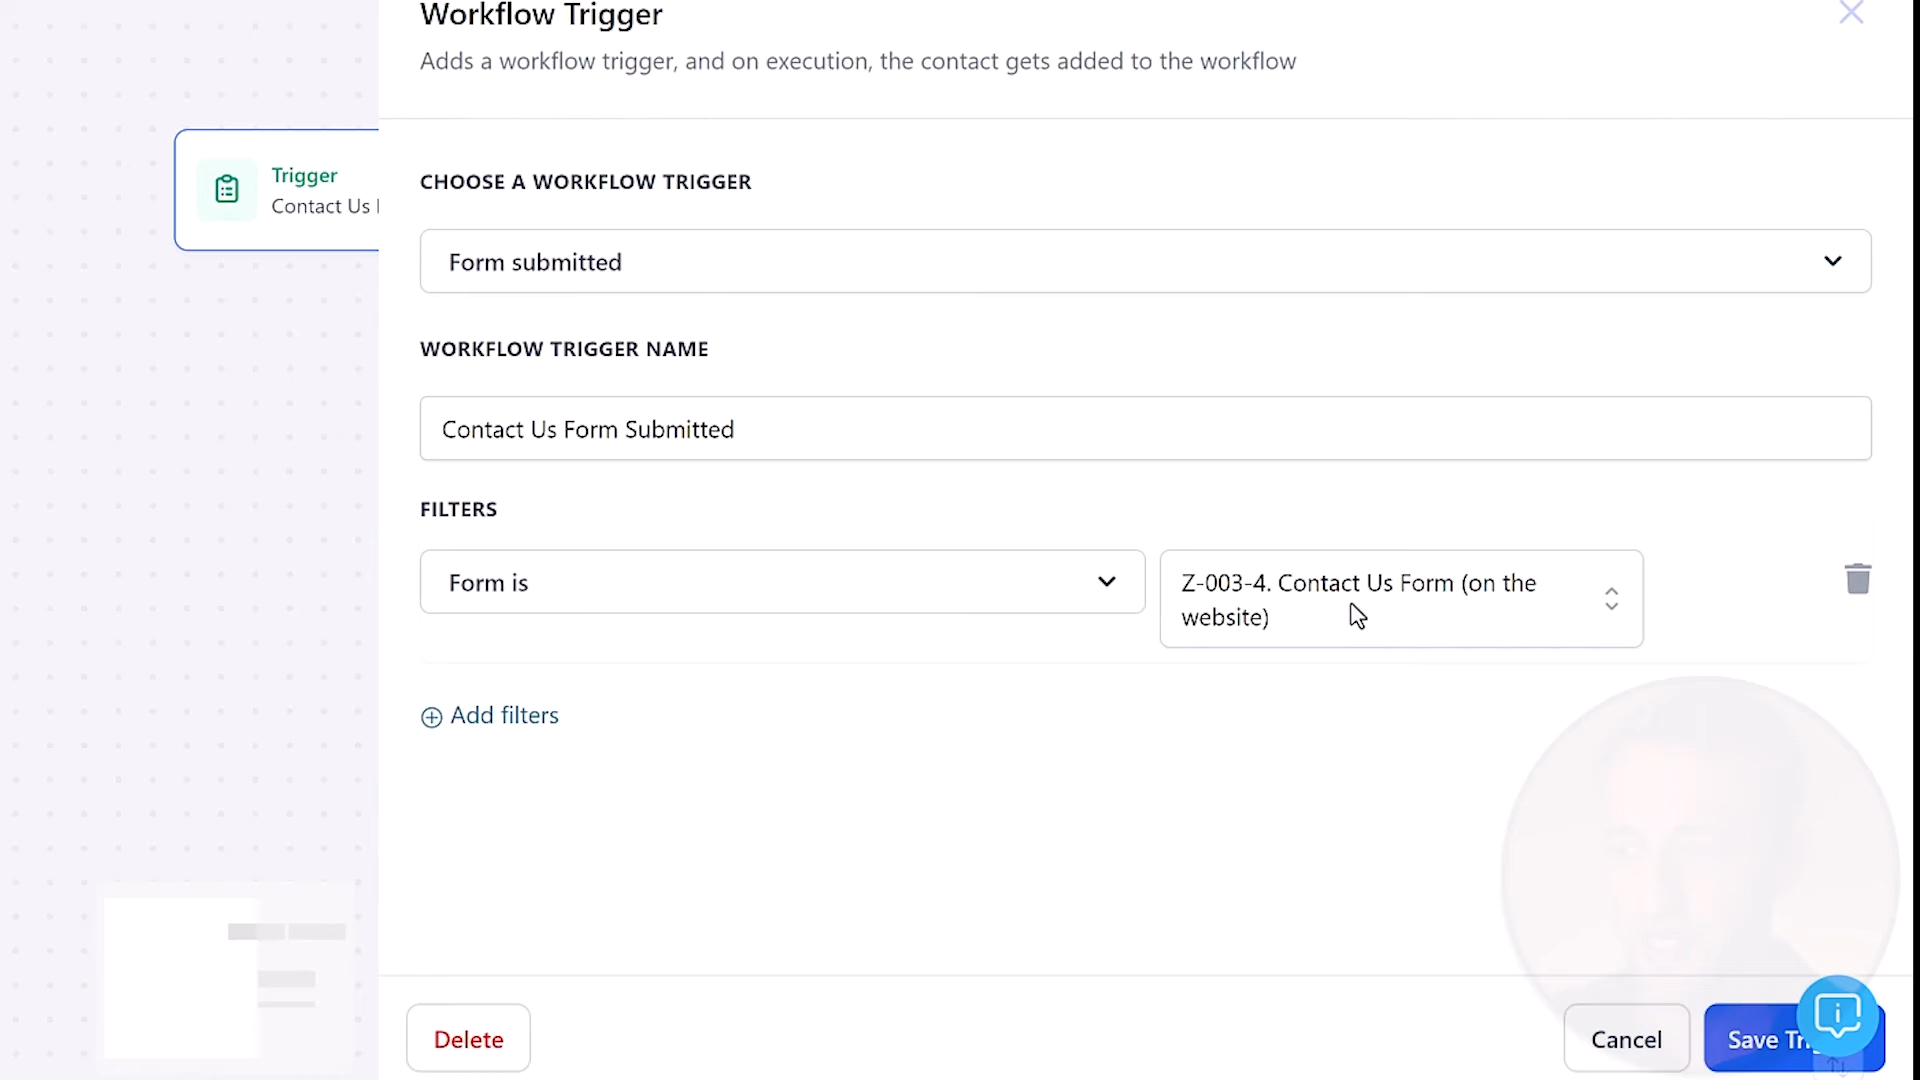 Workflow Trigger
Adds a workflow trigger, and on execution, the contact gets added to the workflow
Trigger
Contact Us
CHOOSE A WORKFLOW TRIGGER
Form submitted
WORKFLOW TRIGGER NAME
Contact Us Form Submitted
FILTERS
Form is
Z-003-4. Contact Us Form (on the
website)
Add filters
Delete
Cancel
Save